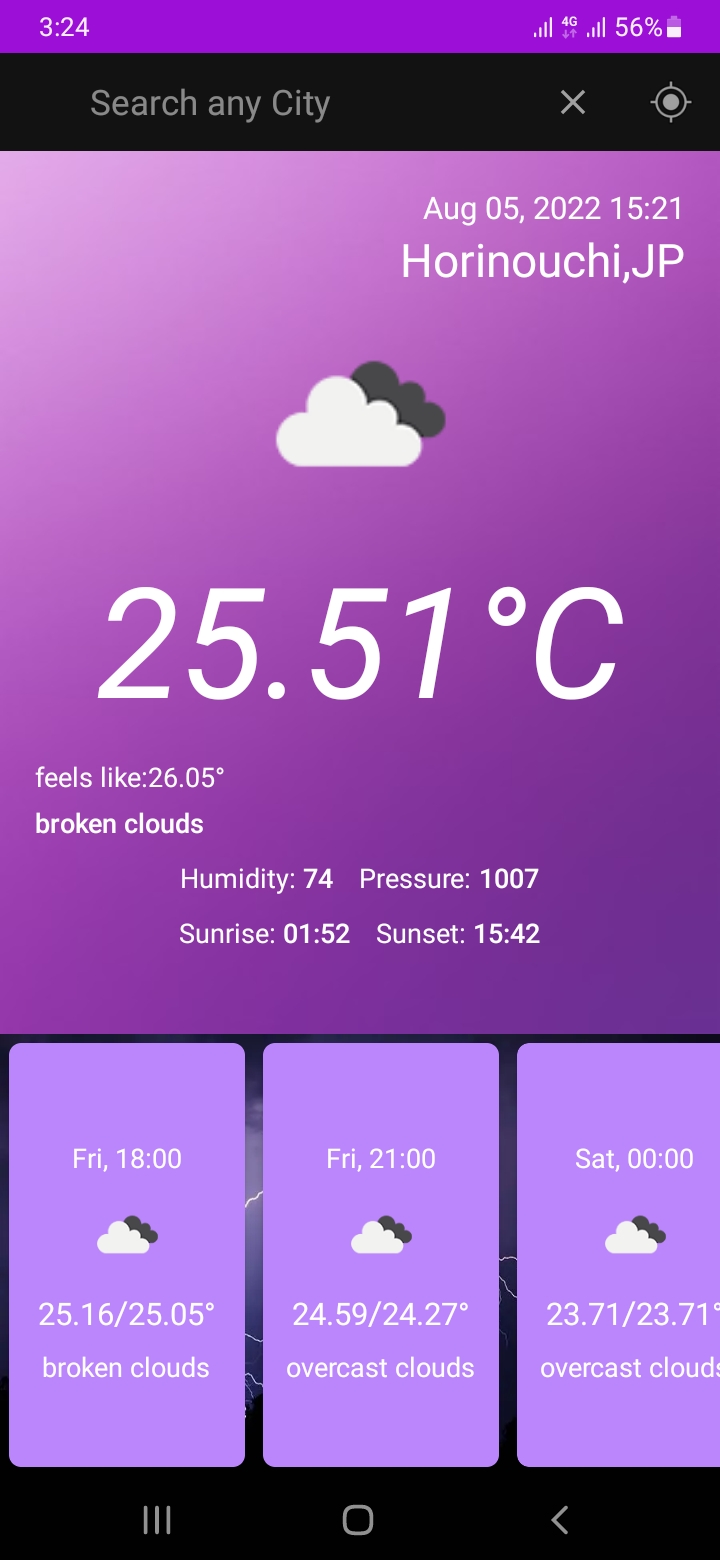 3:24 4G 56%
Search any City
Aug 05, 2022 15:21
Horinouchi,JP
25.51°C
feels like:26.05°
broken clouds
Humidity: 74 Pressure: 1007
Sunrise: 01:52 Sunset: 15:42
Fri, 18:00
25.16/25.05°
broken clouds
Fri, 21:00
24.59/24.27°
overcast clouds
Sat, 00:00
23.71/23.71°
overcast clouds